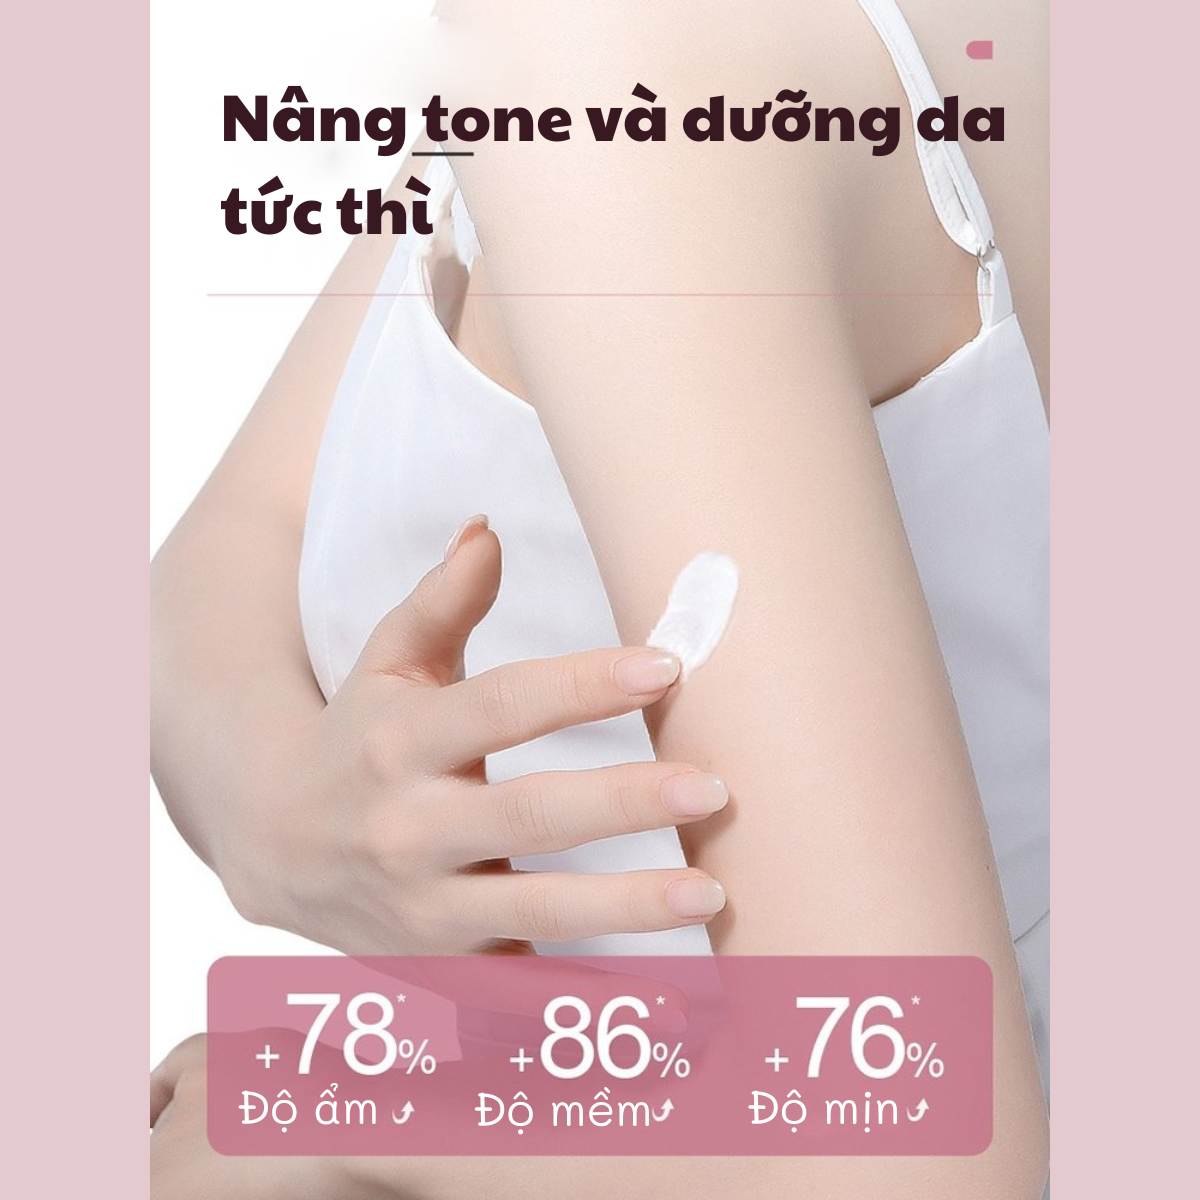 Nâng tone và dưỡng da
tức thì
+78*% +86*% +76*%
Độ ẩm Độ mềm Độ mịn